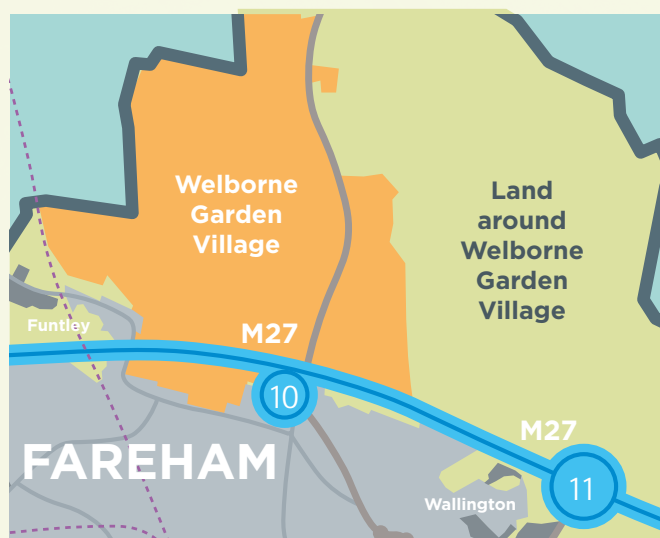 Welborne
Garden
Village
Land
around
Welborne
Garden
Village
Funtley
M27
10
M27
FAREHAM
11
Wallington